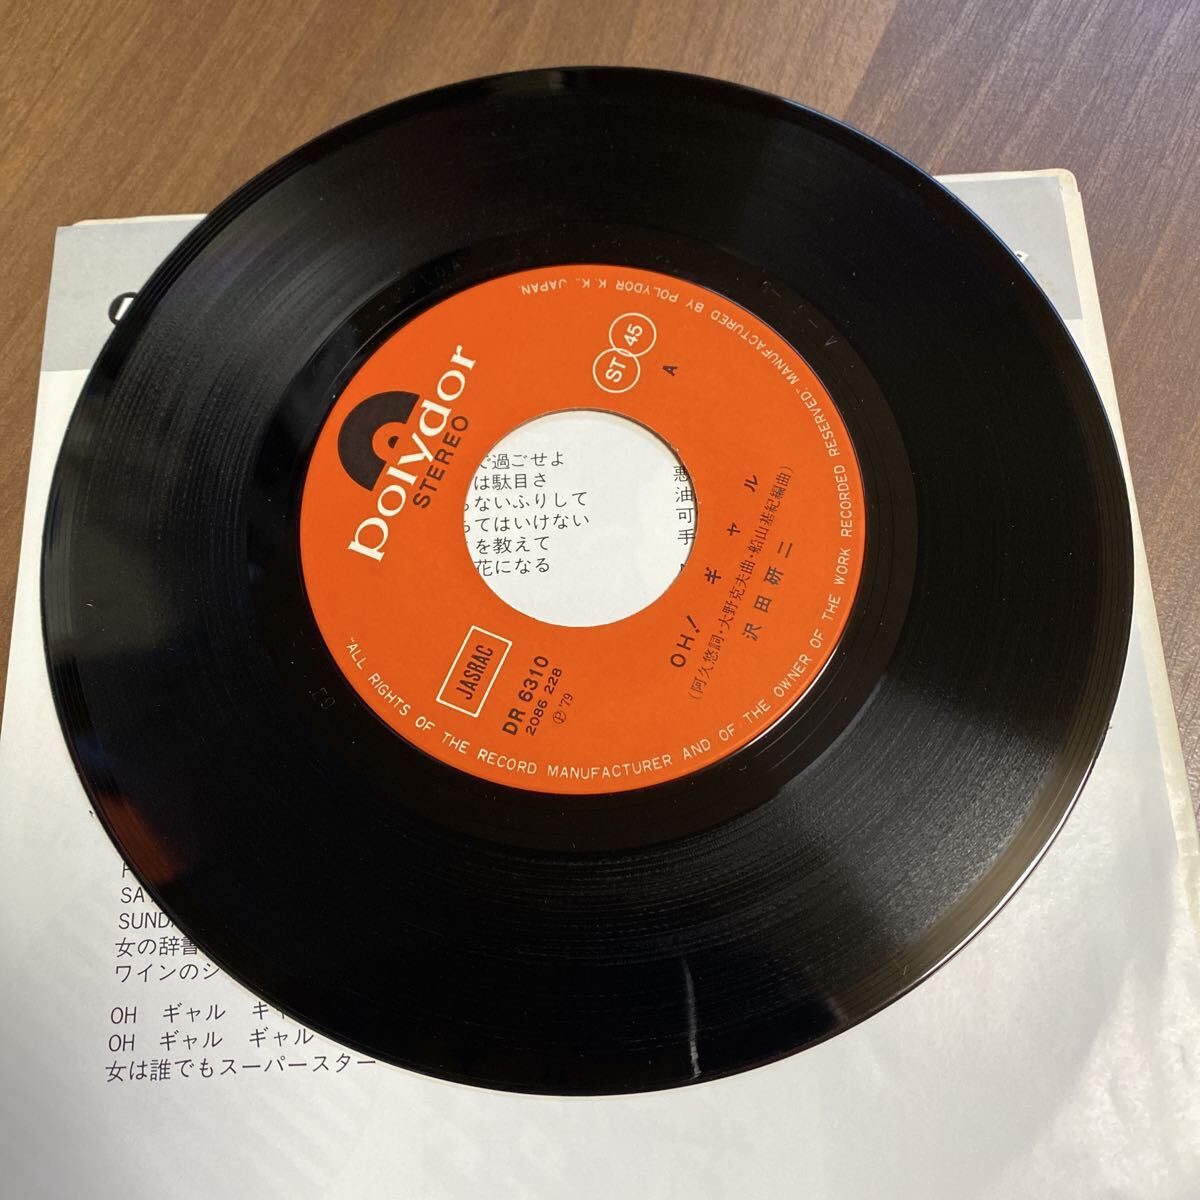 polydor
STEREO
ST 45
A
OH! ギャル
(阿久悠詞・大野克夫曲・船山基紀編曲)
沢田研二
JASRAC
DR 6310
2086 228
Ⓟ '79
"ALL RIGHTS OF THE RECORD MANUFACTURER AND OF THE OWNER OF THE WORK RECORDED RESERVED." MANUFACTURED BY POLYDOR K.K., JAPAN.
で過ごせよ
は駄目さ
ないふりして
てはいけない
を教えて
花になる
悪
油
可
手
SA
SUNDA
女の辞書
ワインのシ
OH ギャル ギャ
OH ギャル ギャル
女は誰でもスーパースター